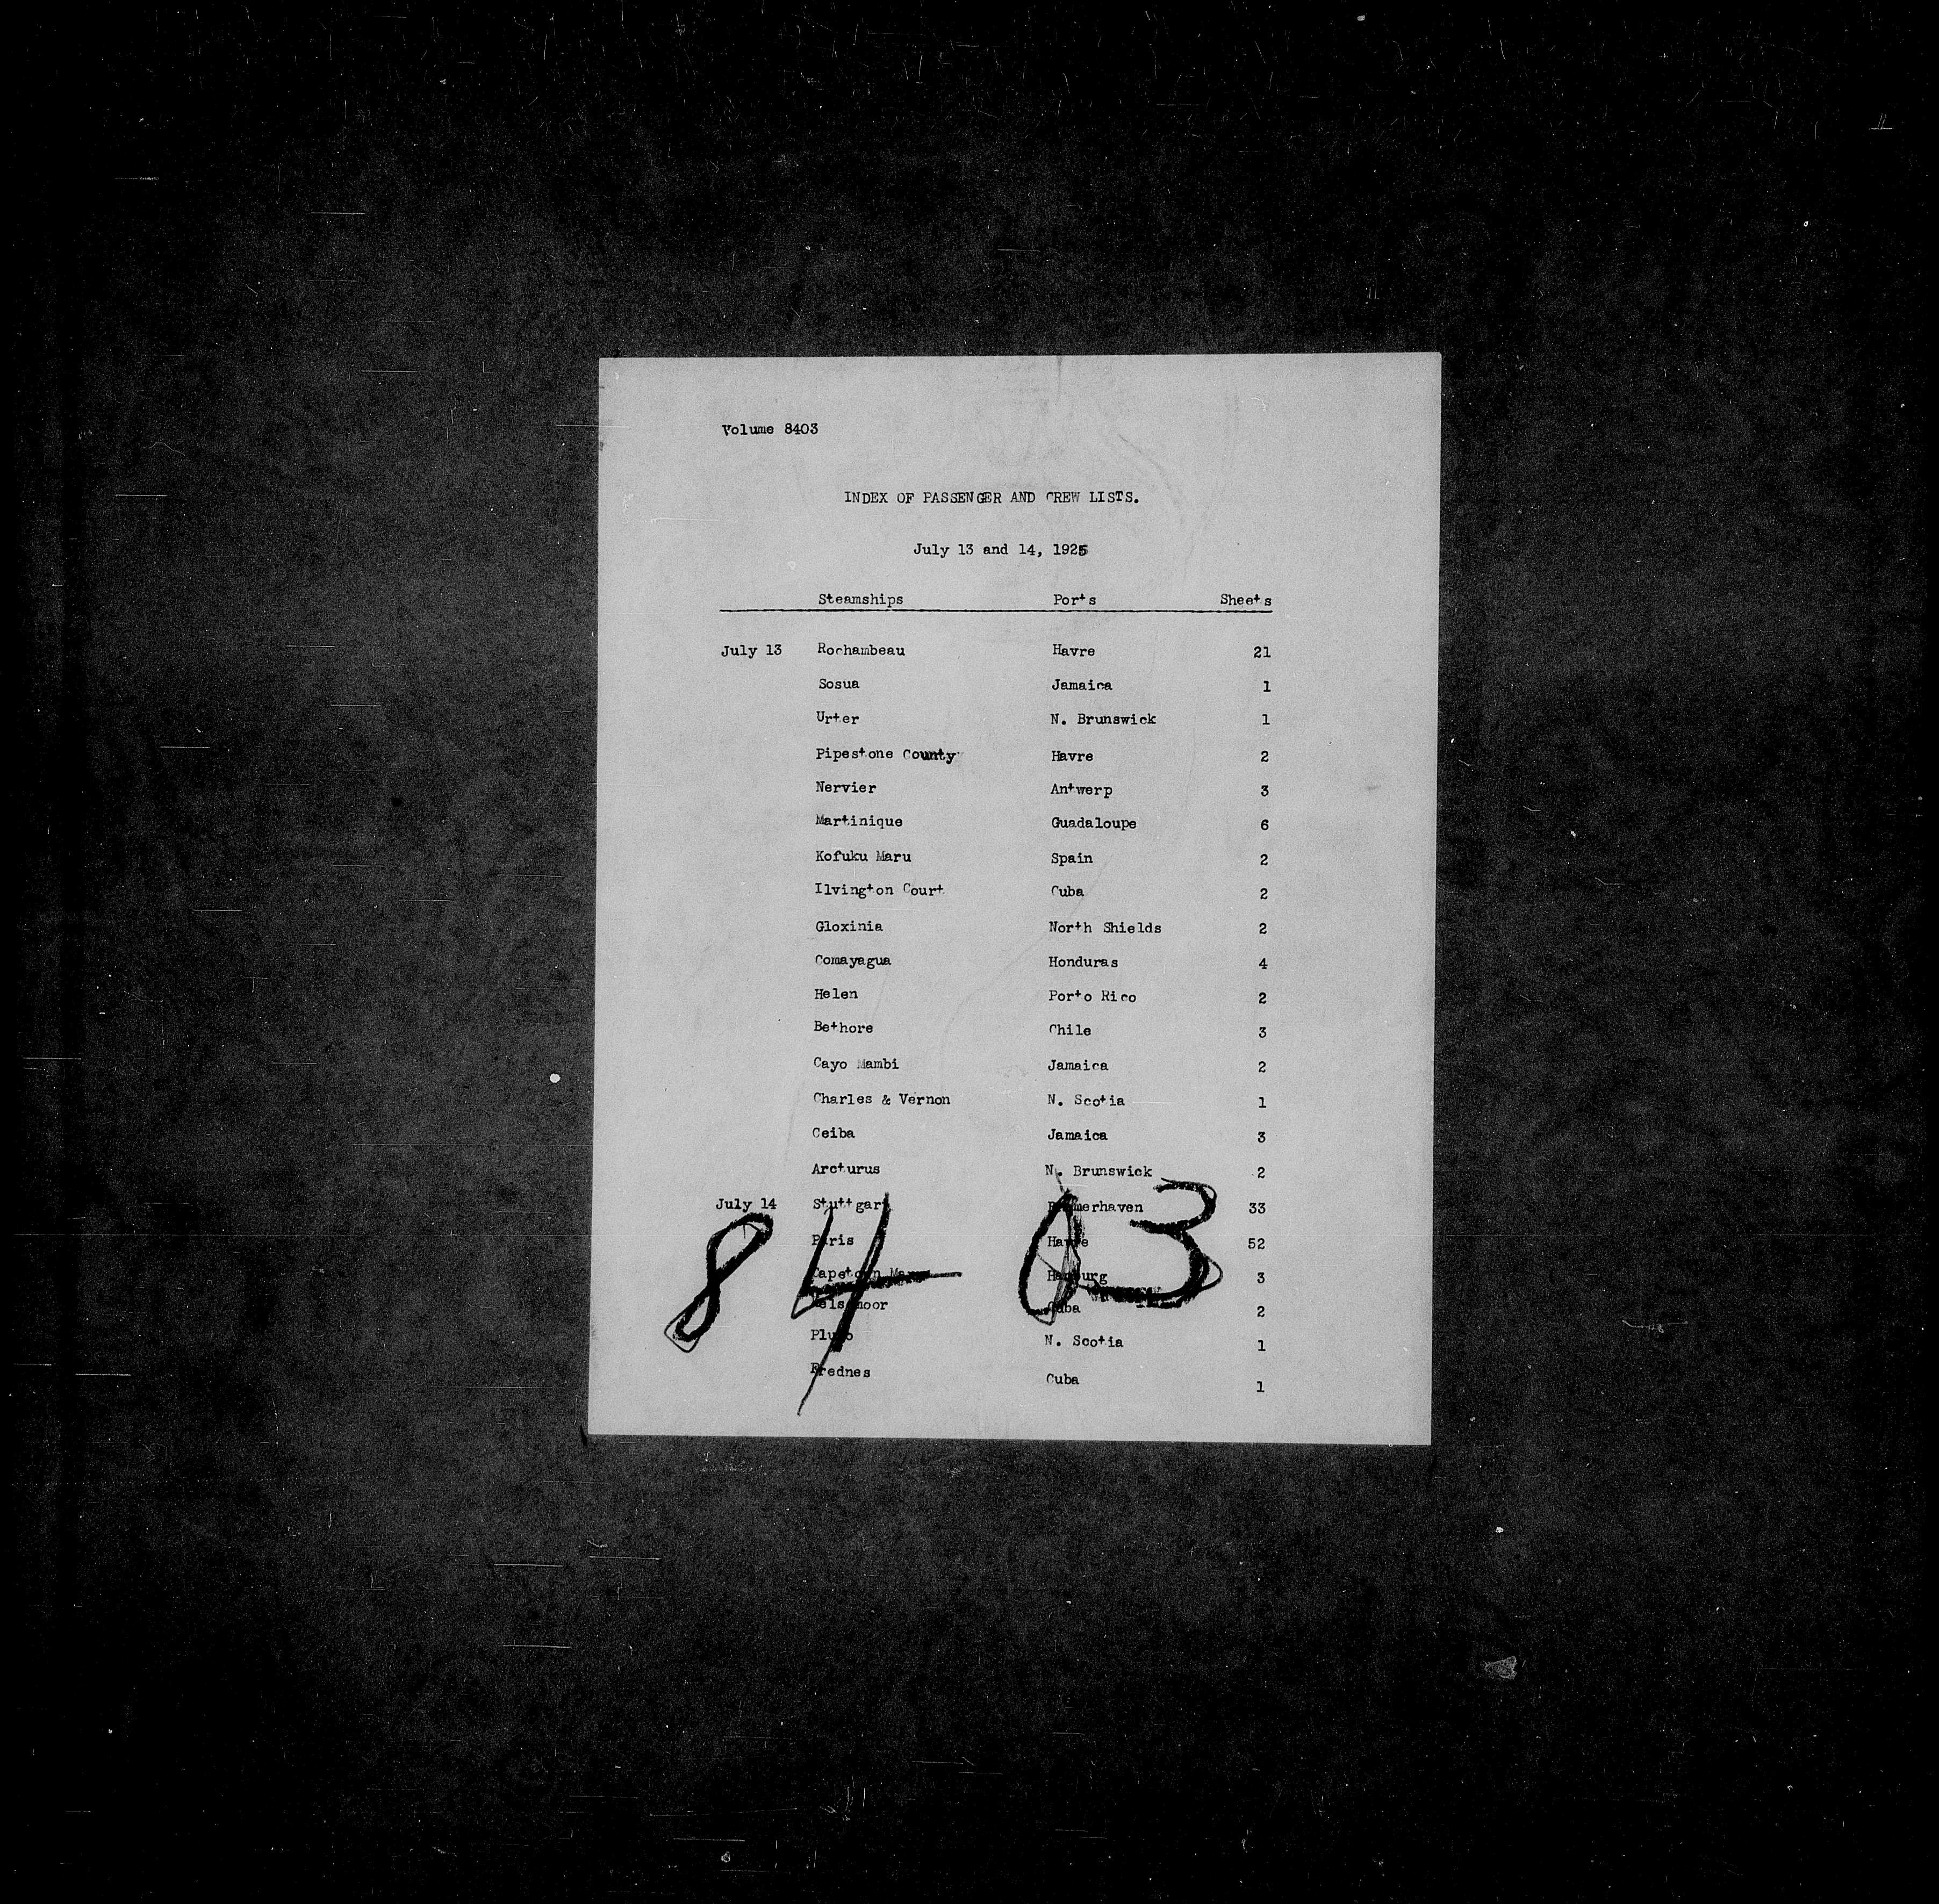 Volume 8403
INDEX OF PASSENGER AND CREW LISTS.
July 13 and 14, 1925
Steamships Ports Sheets
July 13 Rochambeau Havre 21
Sosua Jamaica 1
Urter N. Brunswick 1
Pipestone County Havre 2
Nervier Antwerp 3
Martinique Guadaloupe 6
Kofuku Maru Spain 2
Ilvington Court Cuba 2
Gloxinia North Shields 2
Comayagua Honduras 4
Helen Porto Rico 2
Bethore Chile 3
Cayo Mambi Jamaica 2
Charles & Vernon N. Scotia 1
Ceiba Jamaica 3
Arcturus N. Brunswick 2
July 14 Stuttgart Bremerhaven 33
Paris Havre 52
Capetown Maru Hamburg 3
Cuba 2
Pluto N. Scotia 1
Frednes Cuba 1
8403